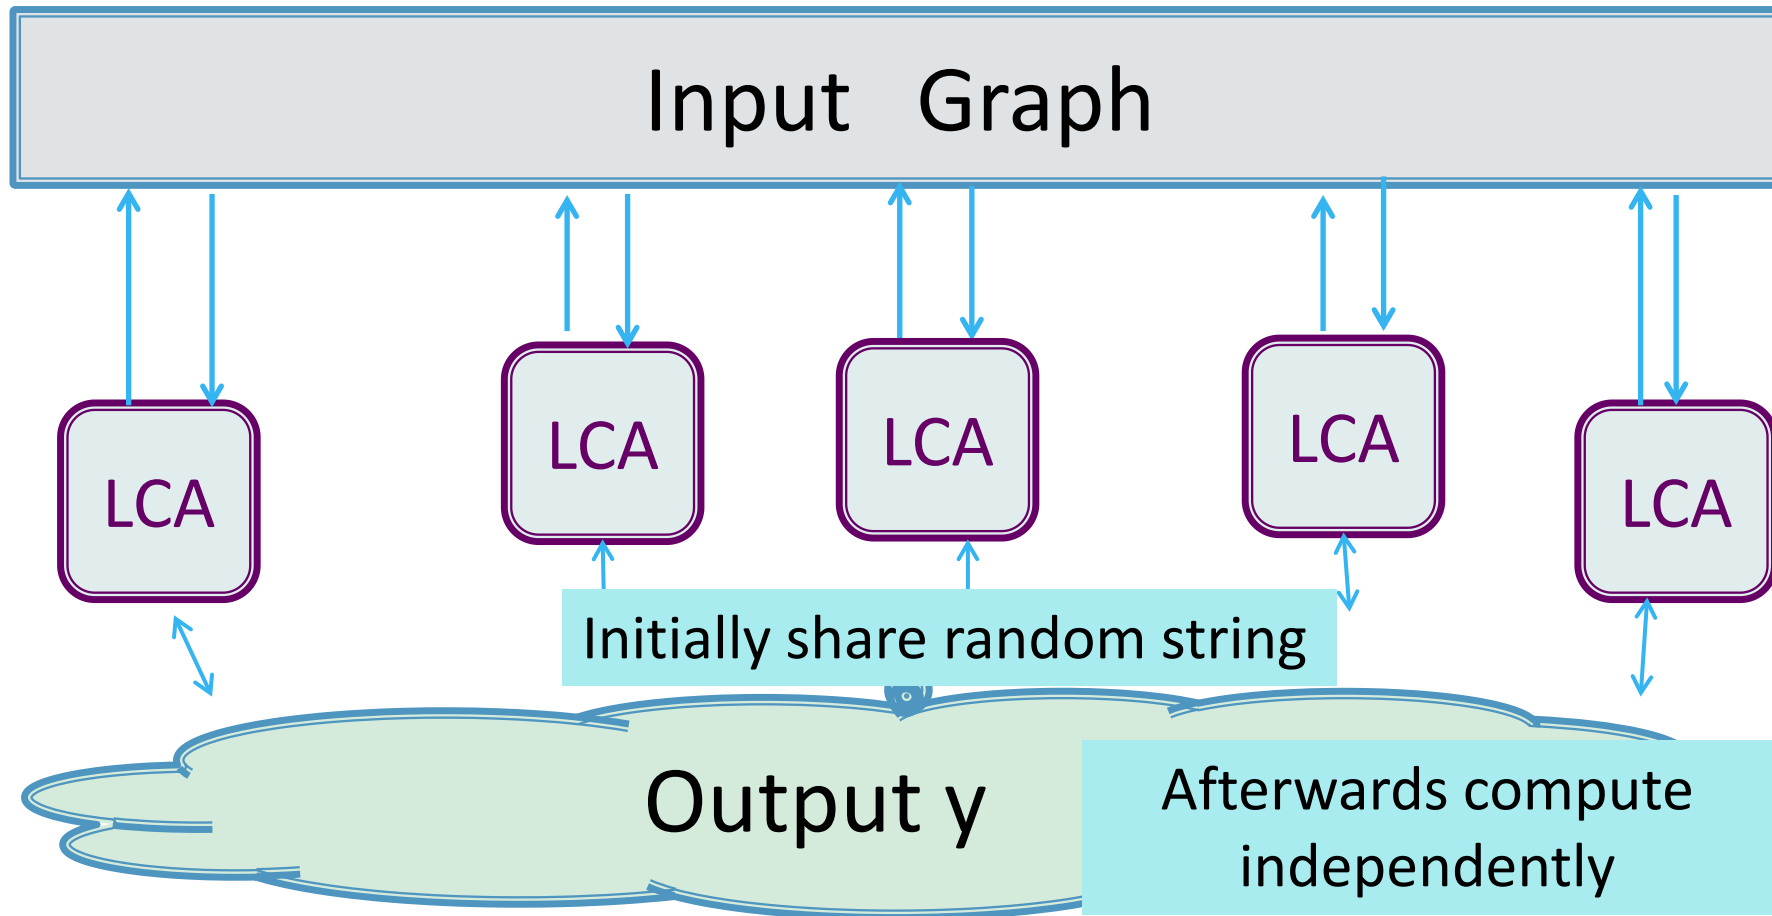 Input Graph
LCA
LCA
LCA
LCA
LCA
Initially share random string
Output y
Afterwards compute
independently